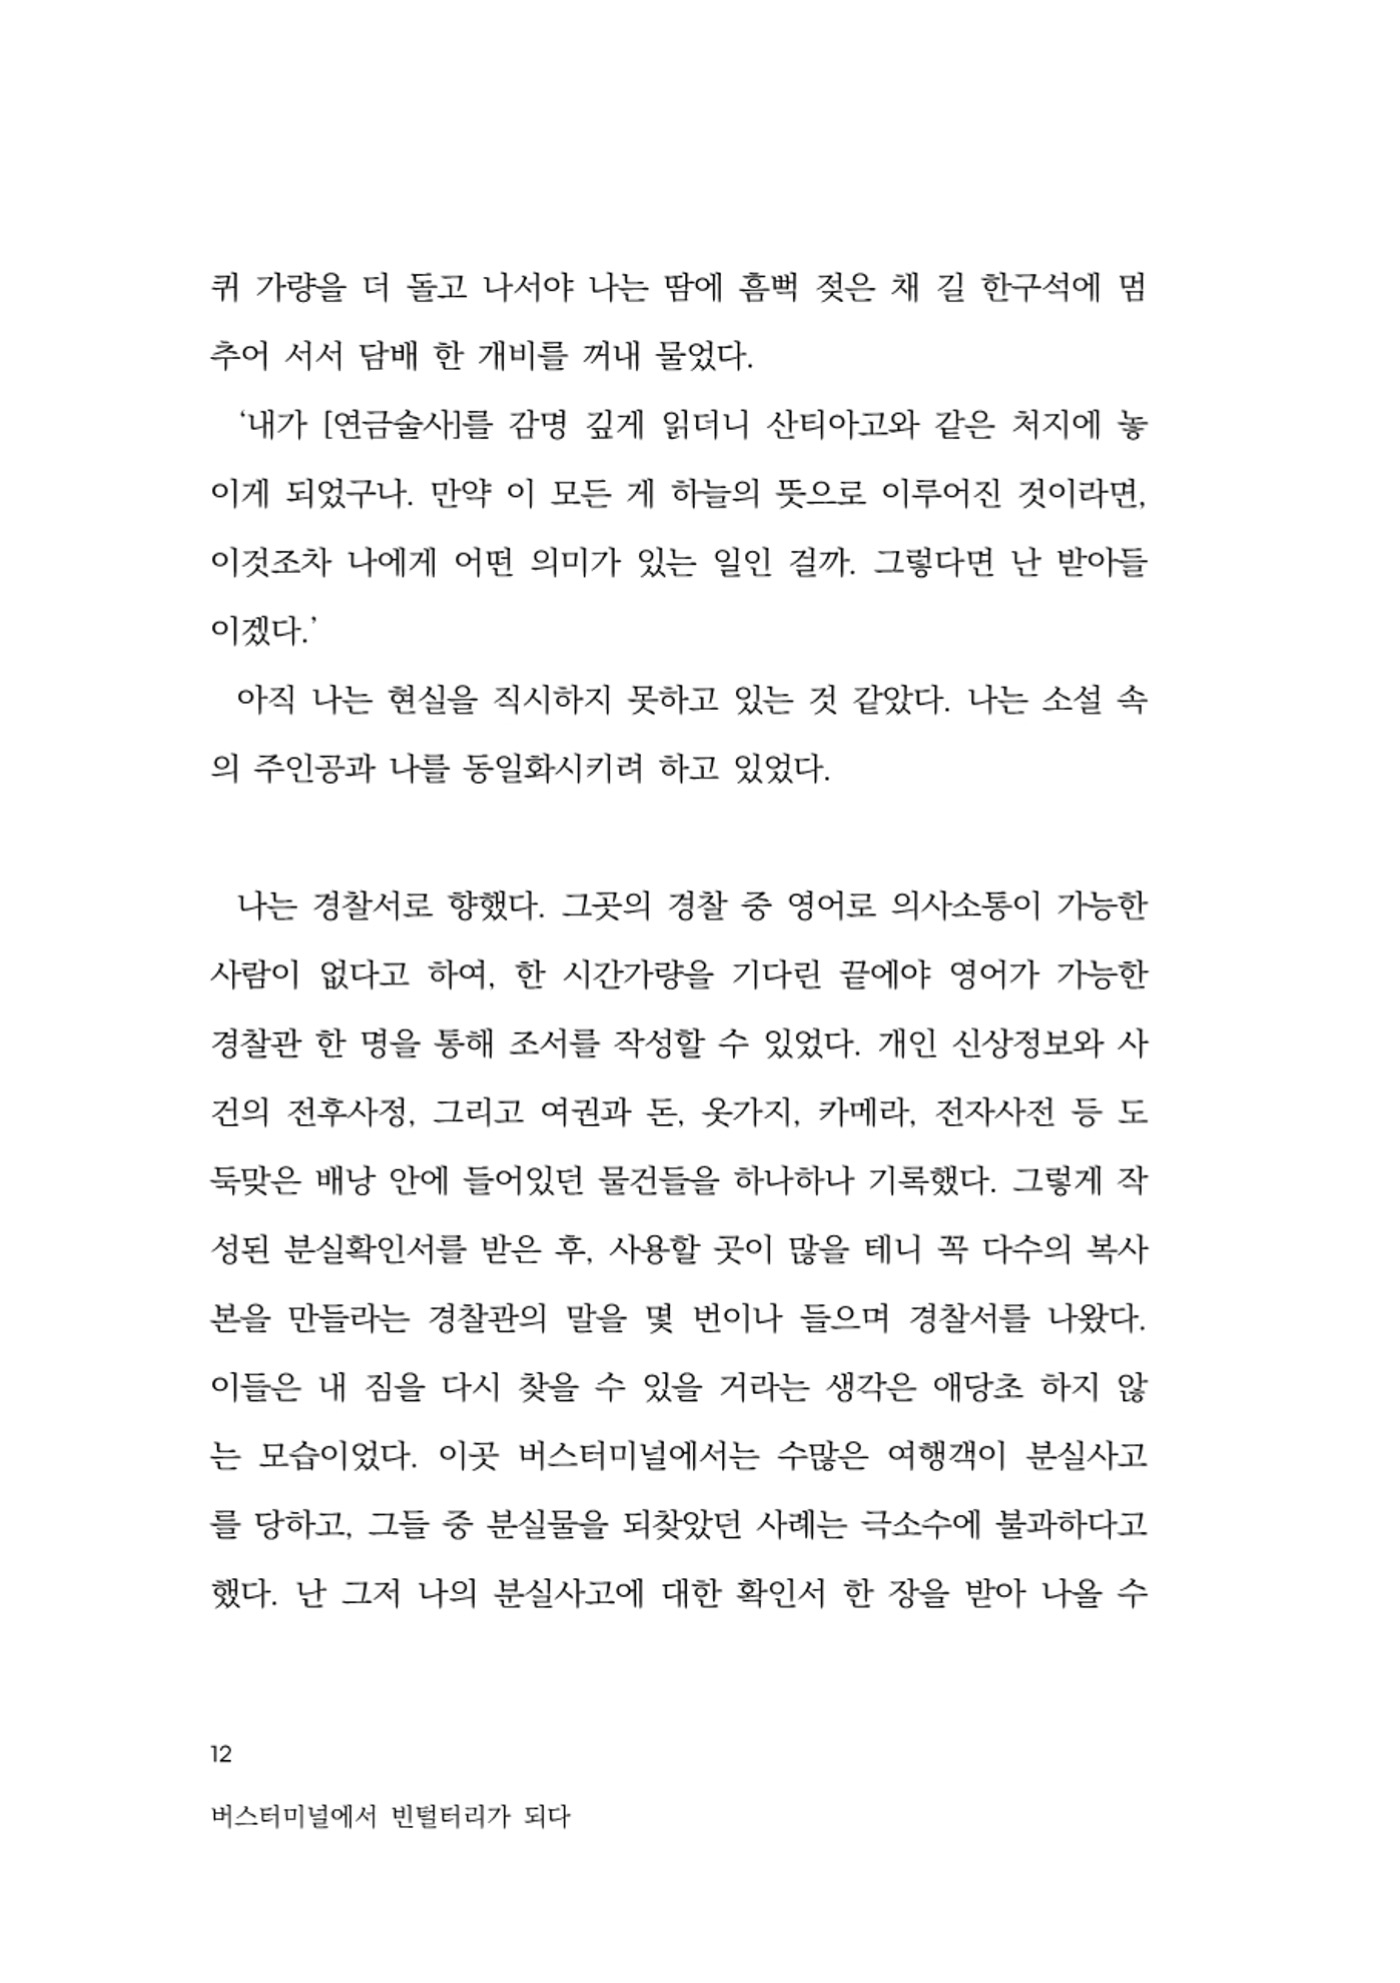 퀴 가량을 더 돌고 나서야 나는 땀에 흠뻑 젖은 채 길 한구석에 멈
추어 서서 담배 한 개비를 꺼내 물었다.
‘내가 [연금술사]를 감명 깊게 읽더니 산티아고와 같은 처지에 놓
이게 되었구나. 만약 이 모든 게 하늘의 뜻으로 이루어진 것이라면,
이것조차 나에게 어떤 의미가 있는 일인 걸까. 그렇다면 난 받아들
이겠다.’
아직 나는 현실을 직시하지 못하고 있는 것 같았다. 나는 소설 속
의 주인공과 나를 동일화시키려 하고 있었다.
나는 경찰서로 향했다. 그곳의 경찰 중 영어로 의사소통이 가능한
사람이 없다고 하여, 한 시간가량을 기다린 끝에야 영어가 가능한
경찰관 한 명을 통해 조서를 작성할 수 있었다. 개인 신상정보와 사
건의 전후사정, 그리고 여권과 돈, 옷가지, 카메라, 전자사전 등 도
둑맞은 배낭 안에 들어있던 물건들을 하나하나 기록했다. 그렇게 작
성된 분실확인서를 받은 후, 사용할 곳이 많을 테니 꼭 다수의 복사
본을 만들라는 경찰관의 말을 몇 번이나 들으며 경찰서를 나왔다.
이들은 내 짐을 다시 찾을 수 있을 거라는 생각은 애당초 하지 않
는 모습이었다. 이곳 버스터미널에서는 수많은 여행객이 분실사고
를 당하고, 그들 중 분실물을 되찾았던 사례는 극소수에 불과하다고
했다. 난 그저 나의 분실사고에 대한 확인서 한 장을 받아 나올 수
12
버스터미널에서 빈털터리가 되다